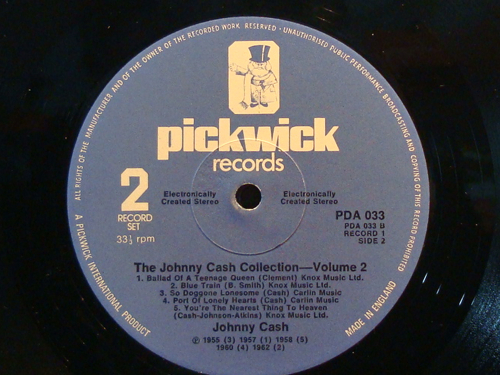 ALL RIGHTS OF THE MANUFACTURER AND OF THE OWNER OF THE RECORDED WORK RESERVED - UNAUTHORISED PUBLIC PERFORMANCE BROADCASTING AND COPYING OF THIS RECORD PROHIBITED
pickwick
records
2
RECORD
SET
33⅓ rpm
Electronically
Created Stereo
Electronically
Created Stereo
PDA 033
PDA 033 B
RECORD 1
SIDE 2
The Johnny Cash Collection—Volume 2
1. Ballad Of A Teenage Queen (Clement) Knox Music Ltd.
2. Blue Train (B. Smith) Knox Music Ltd.
3. So Doggone Lonesome (Cash) Carlin Music
4. Port Of Lonely Hearts (Cash) Carlin Music
5. You're The Nearest Thing To Heaven
(Cash-Johnson-Atkins) Knox Music Ltd.
Johnny Cash
℗ 1955 (3) 1957 (1) 1958 (5)
1960 (4) 1962 (2)
A PICKWICK INTERNATIONAL PRODUCT
MADE IN ENGLAND